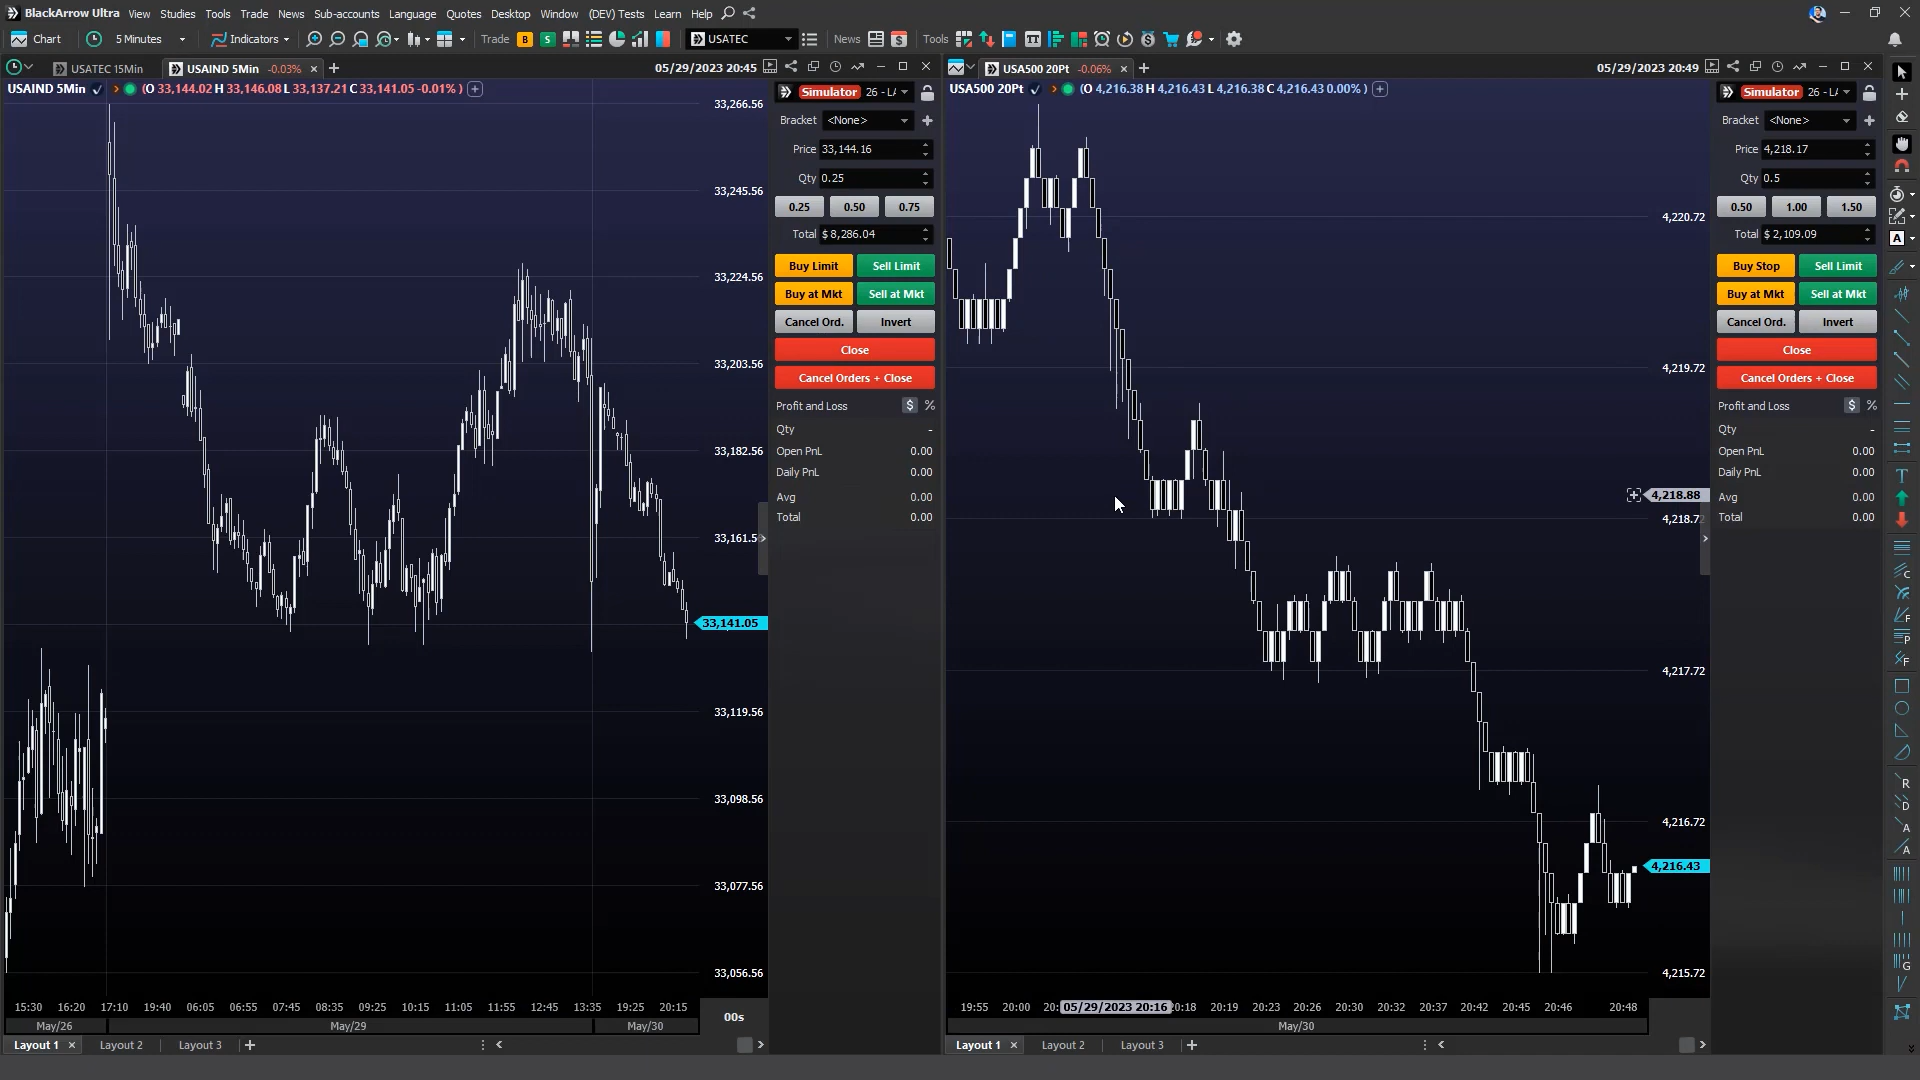 BlackArrow Ultra View Studies Tools Trade News Sub-accounts Language Quotes Desktop Window (DEV) Tests Learn Help
Chart 5 Minutes Indicators Trade B S USATEC News Tools
USATEC 15Min USAIND 5Min -0.03% 05/29/2023 20:45
USAIND 5Min (O 33,144.02 H 33,146.08 L 33,137.21 C 33,141.05 -0.01% )
33,266.56
33,245.56
33,224.56
33,203.56
33,182.56
33,161.5
33,141.05
33,119.56
33,098.56
33,077.56
33,056.56
15:30 16:20 17:10 19:40 06:05 06:55 07:45 08:35 09:25 10:15 11:05 11:55 12:45 13:35 19:25 20:15
00s
May/26 May/29 May/30
Layout 1 Layout 2 Layout 3
Simulator 26 -
Bracket <None>
Price 33,144.16
Qty 0.25
0.25 0.50 0.75
Total $ 8,286.04
Buy Limit Sell Limit
Buy at Mkt Sell at Mkt
Cancel Ord. Invert
Close
Cancel Orders + Close
Profit and Loss $ %
Qty -
Open PnL 0.00
Daily PnL 0.00
Avg 0.00
Total 0.00
USA500 20Pt -0.06% 05/29/2023 20:49
USA500 20Pt (O 4,216.38 H 4,216.43 L 4,216.38 C 4,216.43 0.00% )
4,220.72
4,219.72
4,218.88
4,218.72
4,217.72
4,216.72
4,216.43
4,215.72
19:55 20:00 20: 05/29/2023 20:16 20:18 20:19 20:23 20:26 20:30 20:32 20:37 20:42 20:45 20:46 20:48
May/30
Layout 1 Layout 2 Layout 3
Simulator 26 -
Bracket <None>
Price 4,218.17
Qty 0.5
0.50 1.00 1.50
Total $ 2,109.09
Buy Stop Sell Limit
Buy at Mkt Sell at Mkt
Cancel Ord. Invert
Close
Cancel Orders + Close
Profit and Loss $ %
Qty -
Open PnL 0.00
Daily PnL 0.00
Avg 0.00
Total 0.00
A
T
C
F
P
F
R
D
A
A
G